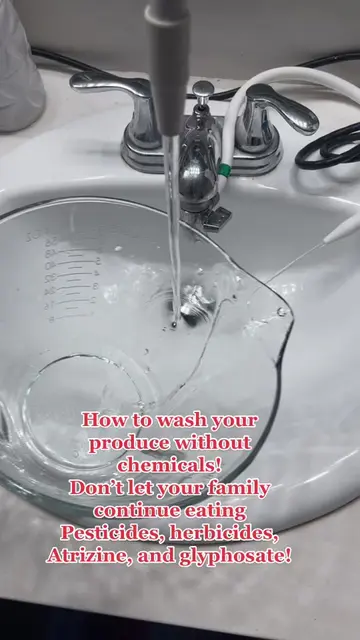 How to wash your
produce without
chemicals!
Don't let your family
continue eating
Pesticides, herbicides,
Atrizine, and glyphosate!